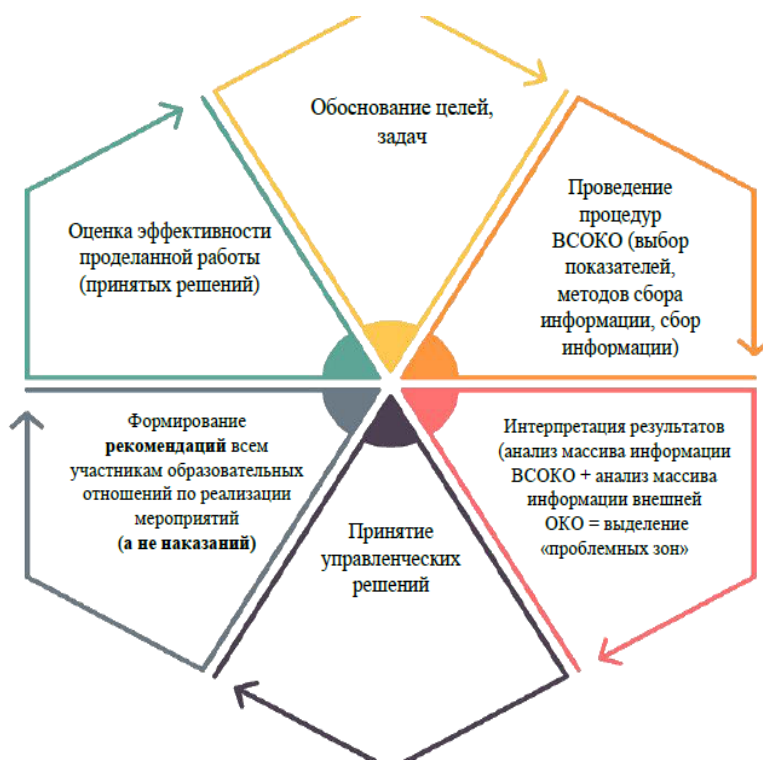 Обоснование целей,
задач
Проведение
процедур
ВСОКО (выбор
показателей,
методов сбора
информации, сбор
информации)
Интерпретация результатов
(анализ массива информации
ВСОКО + анализ массива
информации внешней
ОКО = выделение
«проблемных зон»
Принятие
управленческих
решений
Формирование
рекомендаций всем
участникам образовательных
отношений по реализации
мероприятий
(а не наказаний)
Оценка эффективности
проделанной работы
(принятых решений)